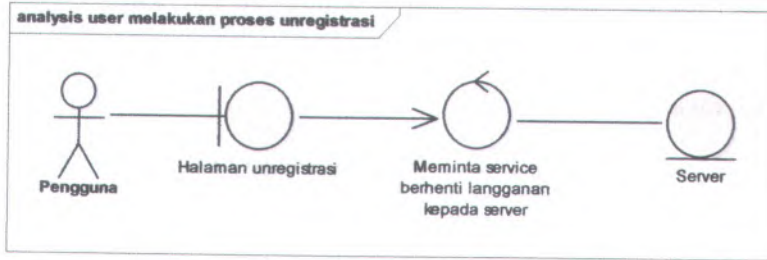 analysis user melakukan proses unregistrasi
Pengguna
Halaman unregistrasi
Meminta service
berhenti langganan
kepada server
Server